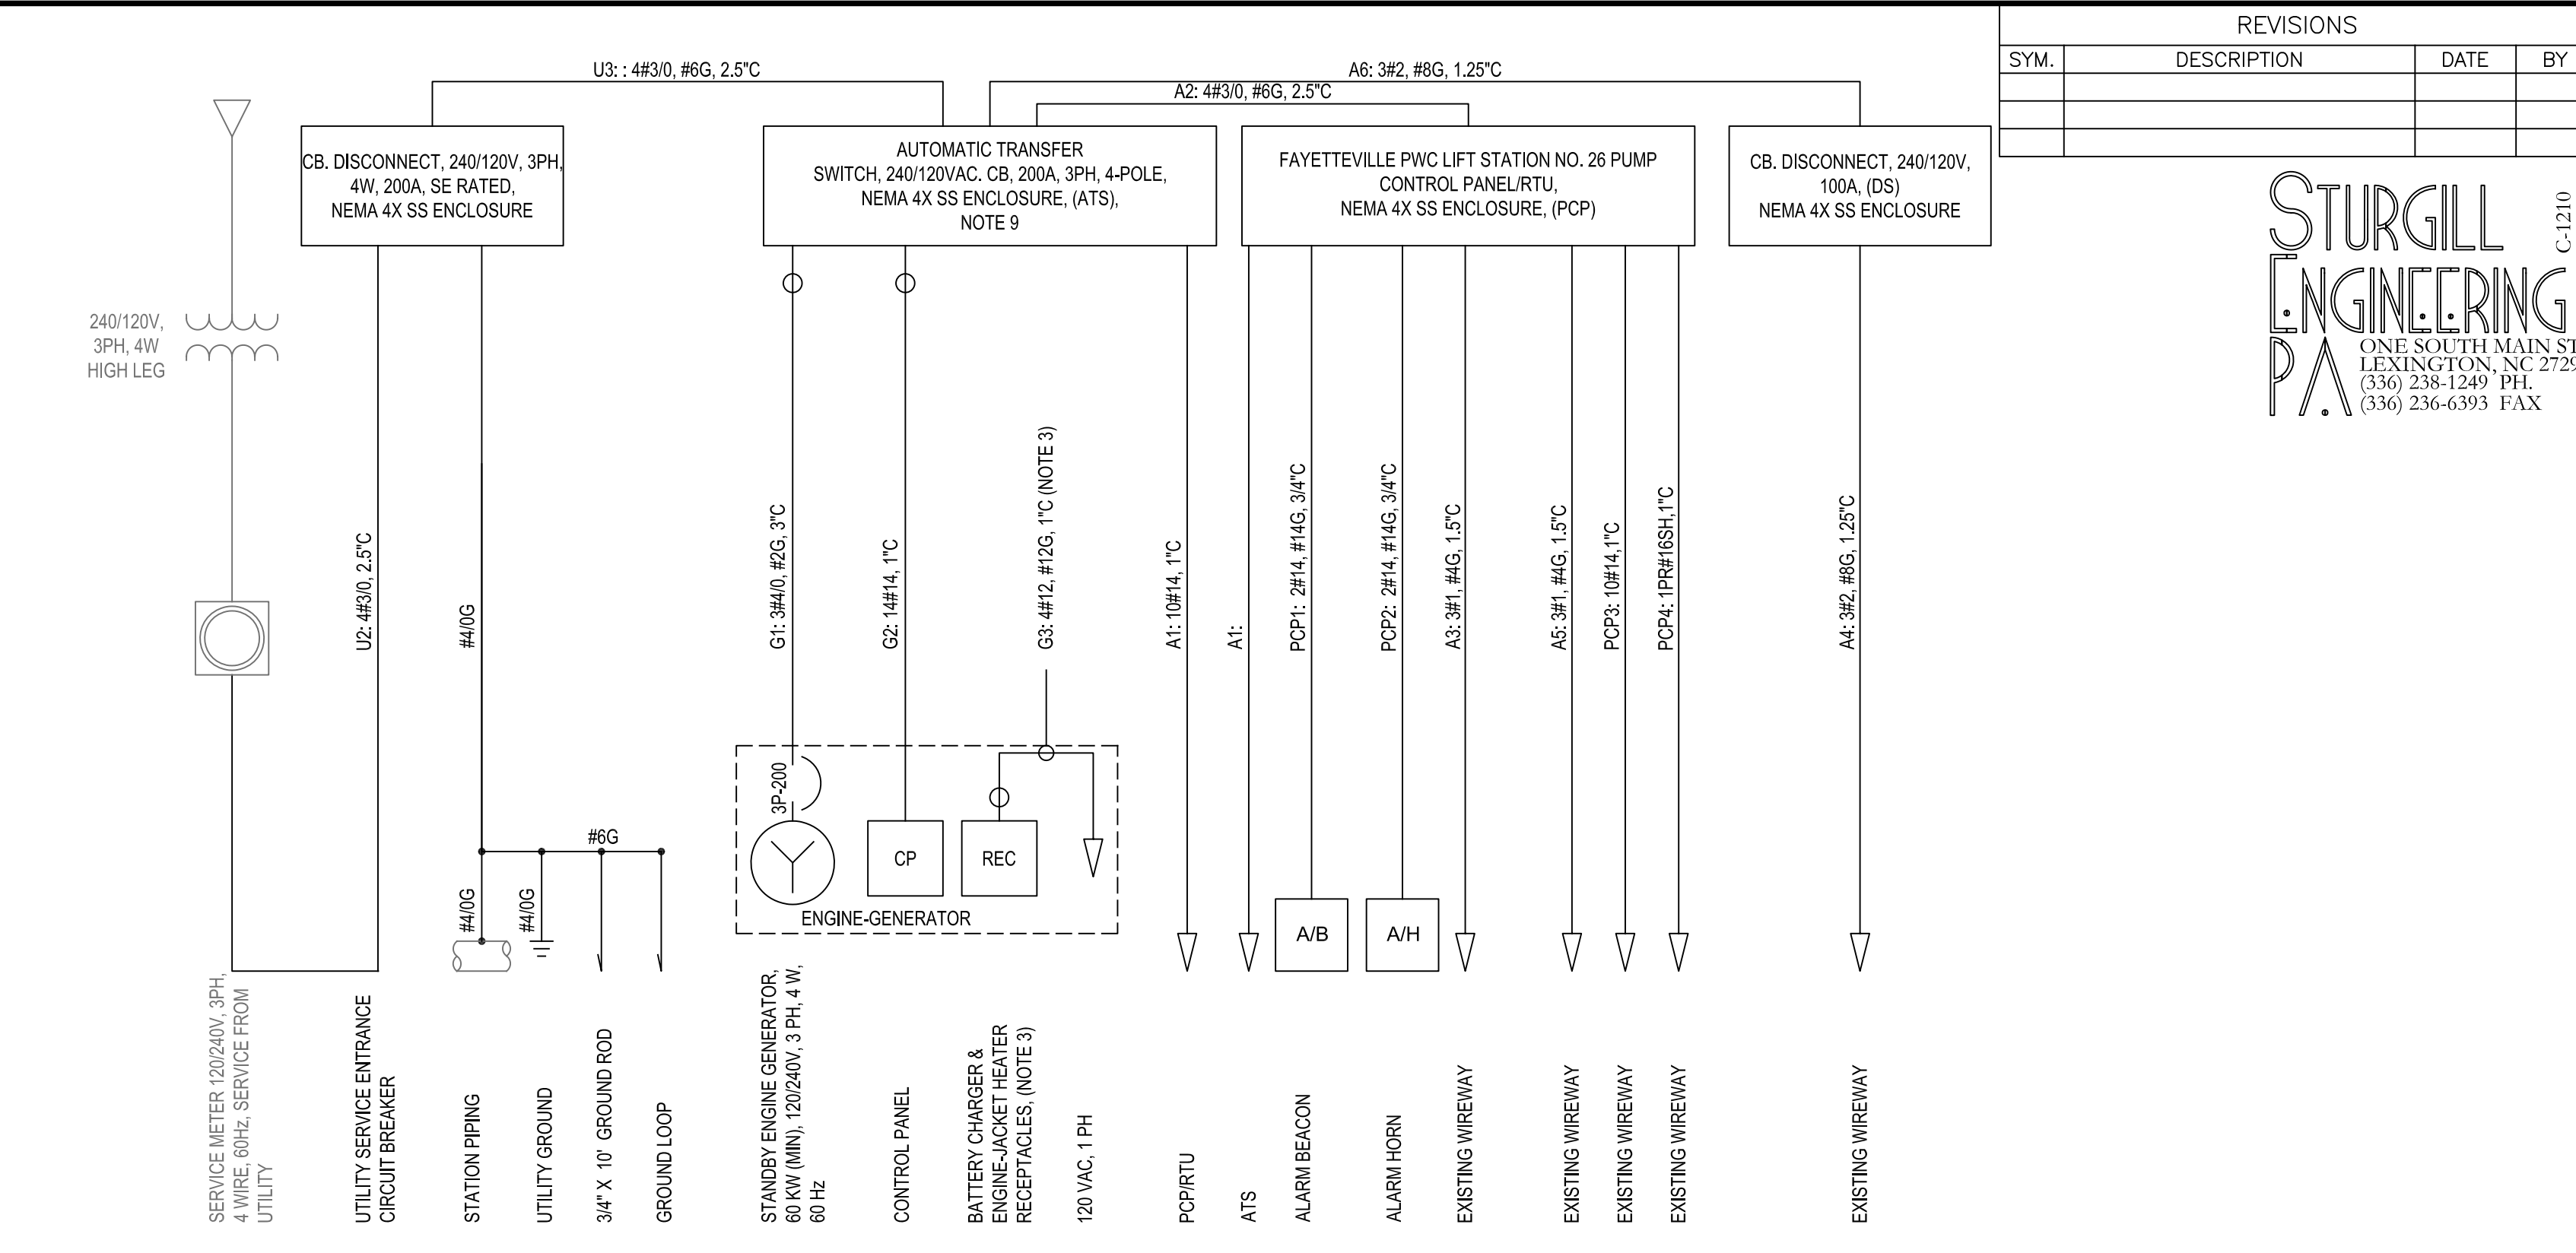 REVISIONS
SYM. DESCRIPTION DATE BY
U3: : 4#3/0, #6G, 2.5"C
A6: 3#2, #8G, 1.25"C
A2: 4#3/0, #6G, 2.5"C
CB. DISCONNECT, 240/120V, 3PH,
4W, 200A, SE RATED,
NEMA 4X SS ENCLOSURE
AUTOMATIC TRANSFER
SWITCH, 240/120VAC. CB, 200A, 3PH, 4-POLE,
NEMA 4X SS ENCLOSURE, (ATS),
NOTE 9
FAYETTEVILLE PWC LIFT STATION NO. 26 PUMP
CONTROL PANEL/RTU,
NEMA 4X SS ENCLOSURE, (PCP)
CB. DISCONNECT, 240/120V,
100A, (DS)
NEMA 4X SS ENCLOSURE
STURGILL
ENGINEERING
PA
C-1210
ONE SOUTH MAIN ST
LEXINGTON, NC 2729
(336) 238-1249 PH.
(336) 236-6393 FAX
240/120V,
3PH, 4W
HIGH LEG
U2: 4#3/0, 2.5"C
#4/0G
G1: 3#4/0, #2G, 3"C
G2: 14#14, 1"C
G3: 4#12, #12G, 1"C (NOTE 3)
A1: 10#14, 1"C
A1:
PCP1: 2#14, #14G, 3/4"C
PCP2: 2#14, #14G, 3/4"C
A3: 3#1, #4G, 1.5"C
A5: 3#1, #4G, 1.5"C
PCP3: 10#14,1"C
PCP4: 1PR#16SH,1"C
A4: 3#2, #8G, 1.25"C
#6G
#4/0G
#4/0G
3P-200
CP
REC
ENGINE-GENERATOR
A/B
A/H
SERVICE METER 120/240V, 3PH,
4 WIRE, 60Hz, SERVICE FROM
UTILITY
UTILITY SERVICE ENTRANCE
CIRCUIT BREAKER
STATION PIPING
UTILITY GROUND
3/4" X 10' GROUND ROD
GROUND LOOP
STANDBY ENGINE GENERATOR,
60 KW (MIN), 120/240V, 3 PH, 4 W,
60 Hz
CONTROL PANEL
BATTERY CHARGER &
ENGINE-JACKET HEATER
RECEPTACLES, (NOTE 3)
120 VAC, 1 PH
PCP/RTU
ATS
ALARM BEACON
ALARM HORN
EXISTING WIREWAY
EXISTING WIREWAY
EXISTING WIREWAY
EXISTING WIREWAY
EXISTING WIREWAY